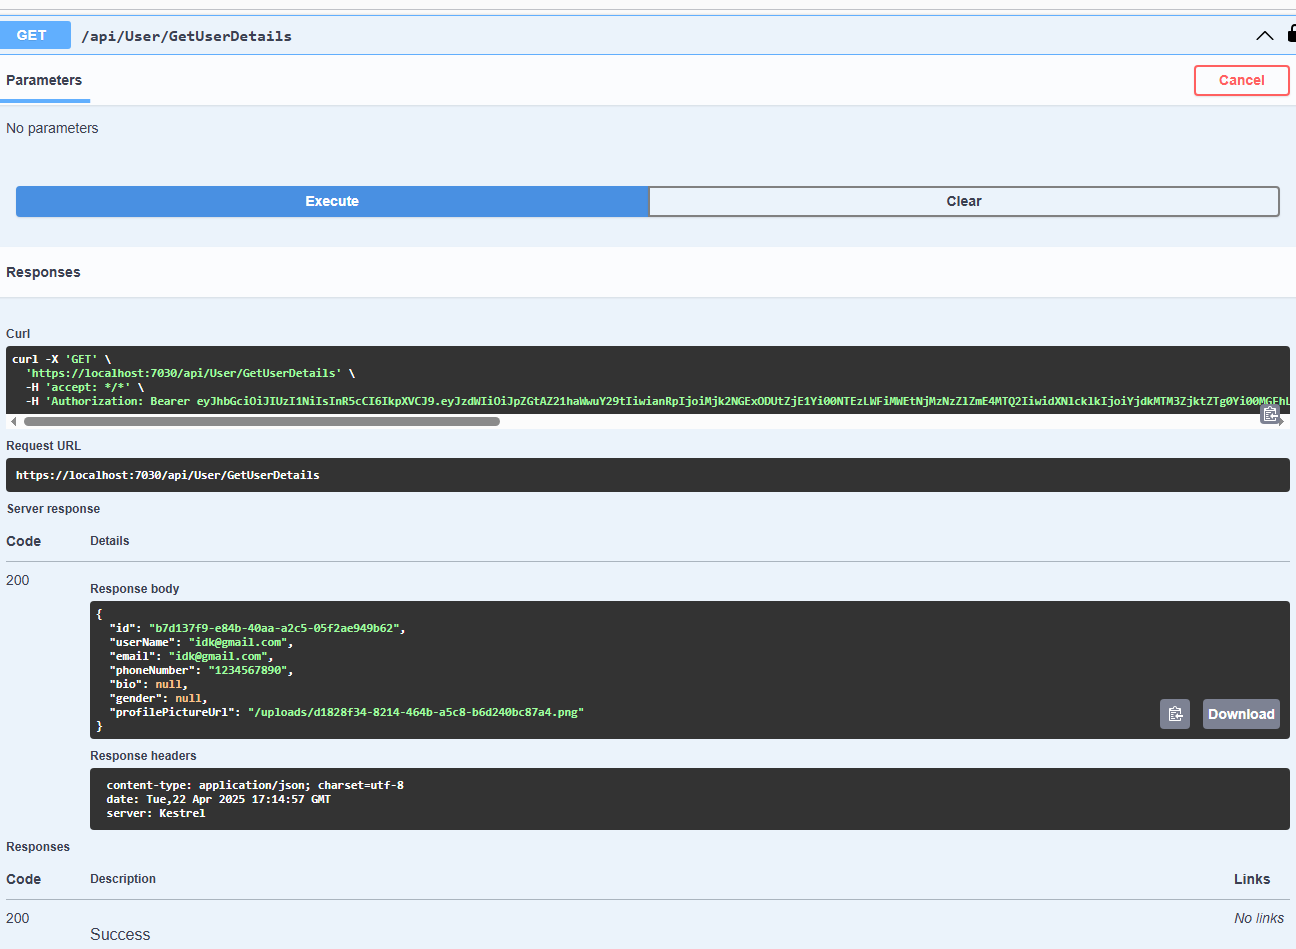 GET /api/User/GetUserDetails
Parameters
Cancel
No parameters
Execute
Clear
Responses
Curl
curl -X 'GET' \
'https://localhost:7030/api/User/GetUserDetails' \
-H 'accept: */*' \
-H 'Authorization: Bearer
Request URL
https://localhost:7030/api/User/GetUserDetails
Server response
Code Details
200
Response body
{
"id": "b7d137f9-e84b-40aa-a2c5-05f2ae949b62",
"userName": "idk@gmail.com",
"email": "idk@gmail.com",
"phoneNumber": "1234567890",
"bio": null,
"gender": null,
"profilePictureUrl": "/uploads/d1828f34-8214-464b-a5c8-b6d240bc87a4.png"
}
Download
Response headers
content-type: application/json; charset=utf-8
date: Tue,22 Apr 2025 17:14:57 GMT
server: Kestrel
Responses
Code Description Links
200
Success
No links